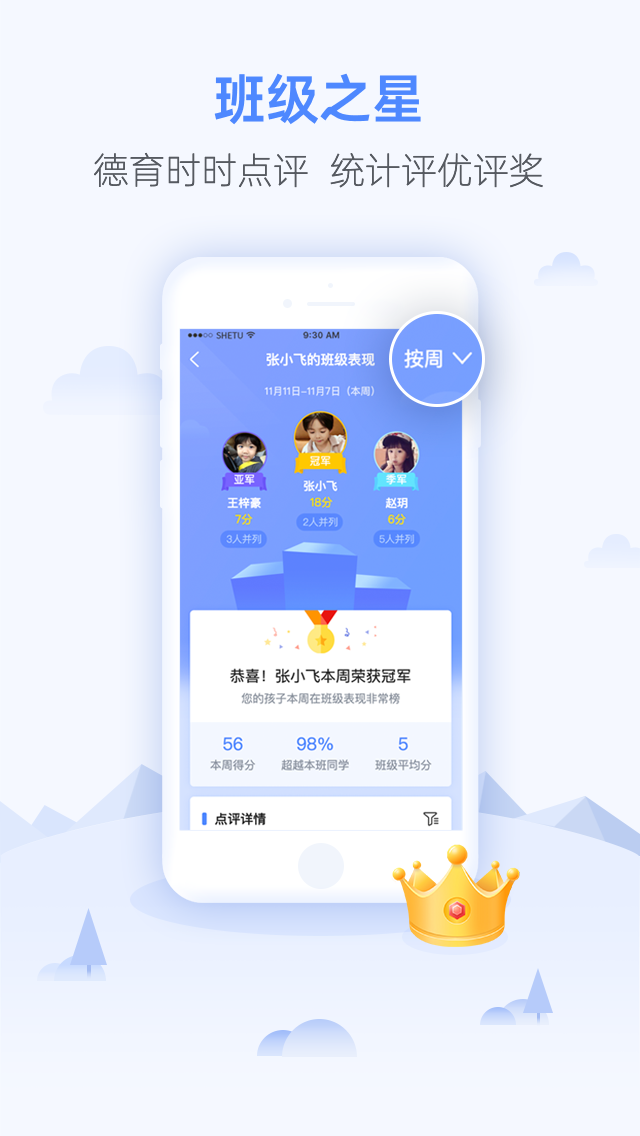 班级之星
德育时时点评 统计评优评奖
SHETU 9:30 AM
张小飞的班级表现 按周
11月11日-11月7日（本周）
亚军 冠军 季军
王梓豪 张小飞 赵玥
7分 18分 6分
3人并列 2人并列 5人并列
恭喜！张小飞本周荣获冠军
您的孩子本周在班级表现非常榜
56 98% 5
本周得分 超越本班同学 班级平均分
点评详情